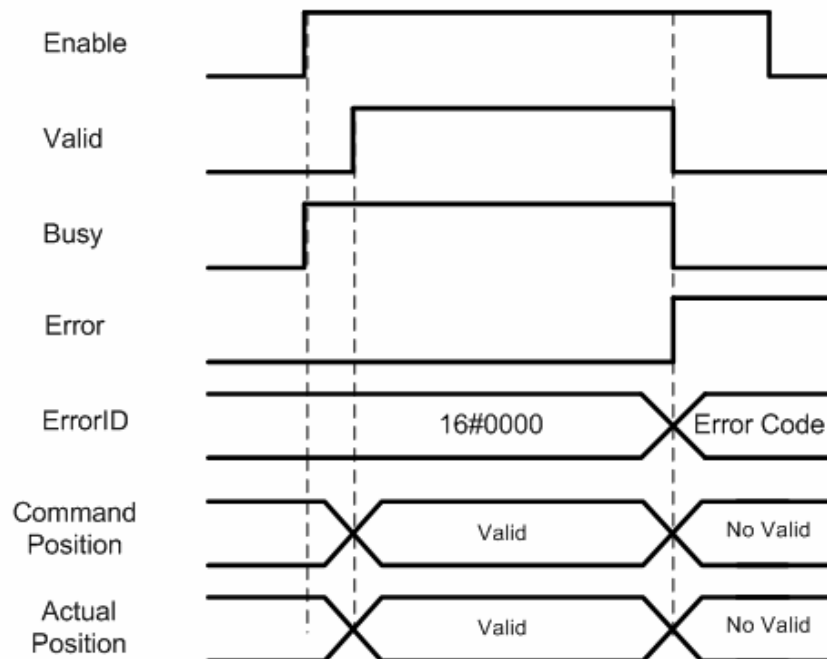 Enable
Valid
Busy
Error
ErrorID
16#0000
Error Code
Command
Position
Valid
No Valid
Actual
Position
Valid
No Valid